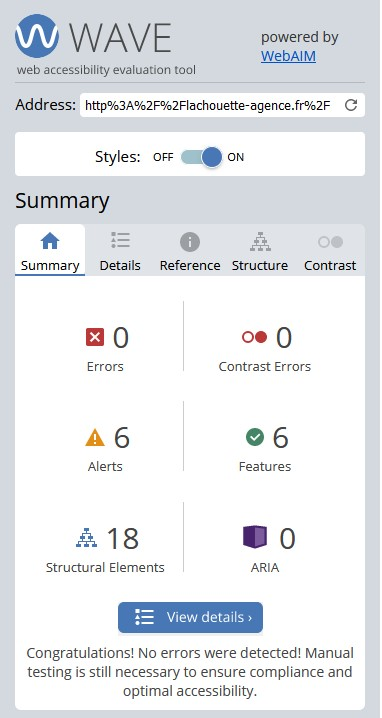 WAVE
powered by
WebAIM
web accessibility evaluation tool
Address: http%3A%2F%2Flachouette-agence.fr%2F
Styles: OFF ON
Summary
Summary Details Reference Structure Contrast
0 0
Errors Contrast Errors
6 6
Alerts Features
18 0
Structural Elements ARIA
View details ›
Congratulations! No errors were detected! Manual
testing is still necessary to ensure compliance and
optimal accessibility.